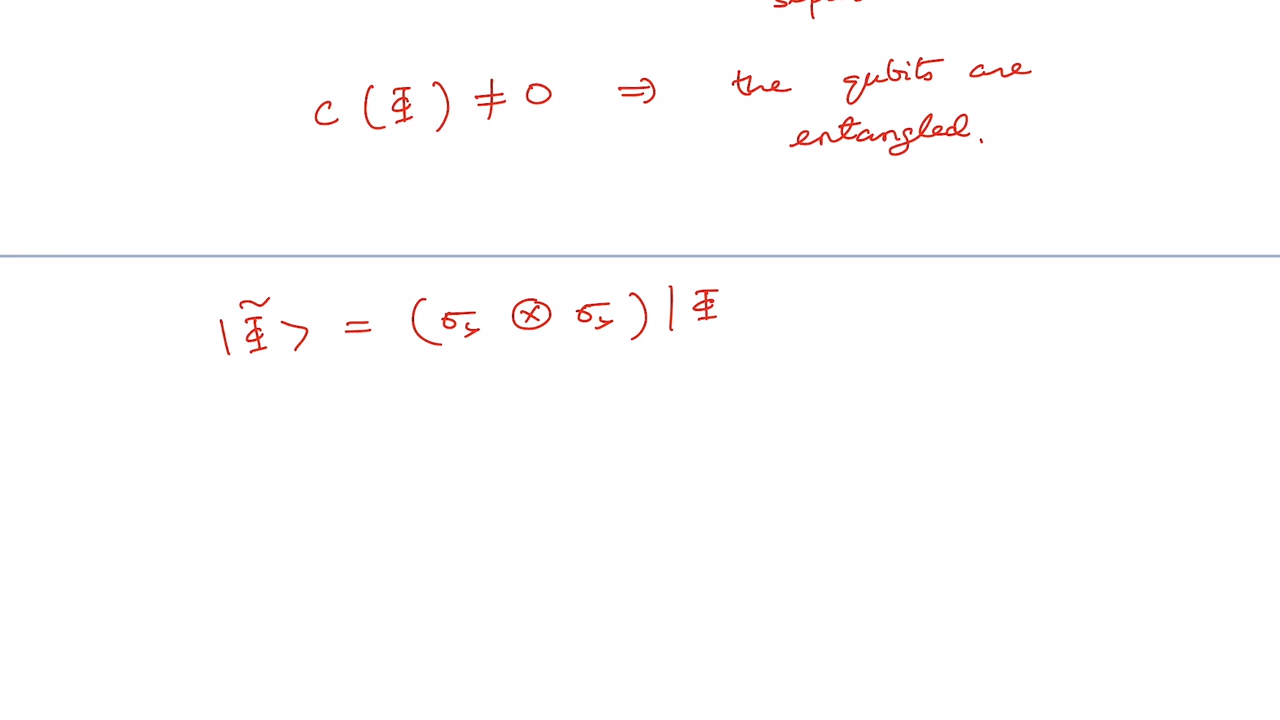 C (Φ) ≠ 0 ⇒ the qubits are
entangled.
|Φ̃> = (σy ⊗ σy) |Φ